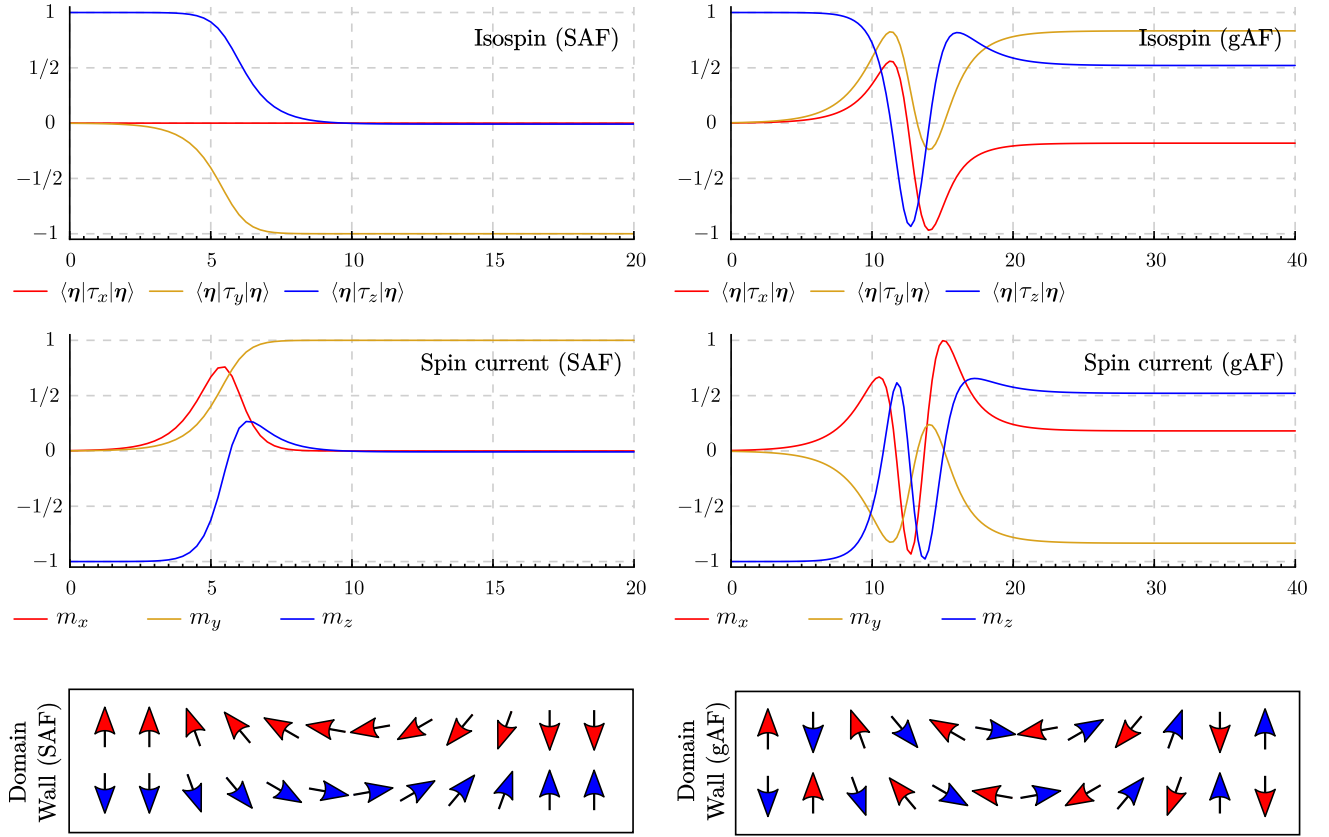 1
Isospin (SAF)
1/2
0
−1/2
−1
0 5 10 15 20
⟨η|τx|η⟩ ⟨η|τy|η⟩ ⟨η|τz|η⟩
1
Isospin (gAF)
1/2
0
−1/2
−1
0 10 20 30 40
⟨η|τx|η⟩ ⟨η|τy|η⟩ ⟨η|τz|η⟩
1
Spin current (SAF)
1/2
0
−1/2
−1
0 5 10 15 20
mx my mz
1
Spin current (gAF)
1/2
0
−1/2
−1
0 10 20 30 40
mx my mz
Domain
Wall (SAF)
Domain
Wall (gAF)